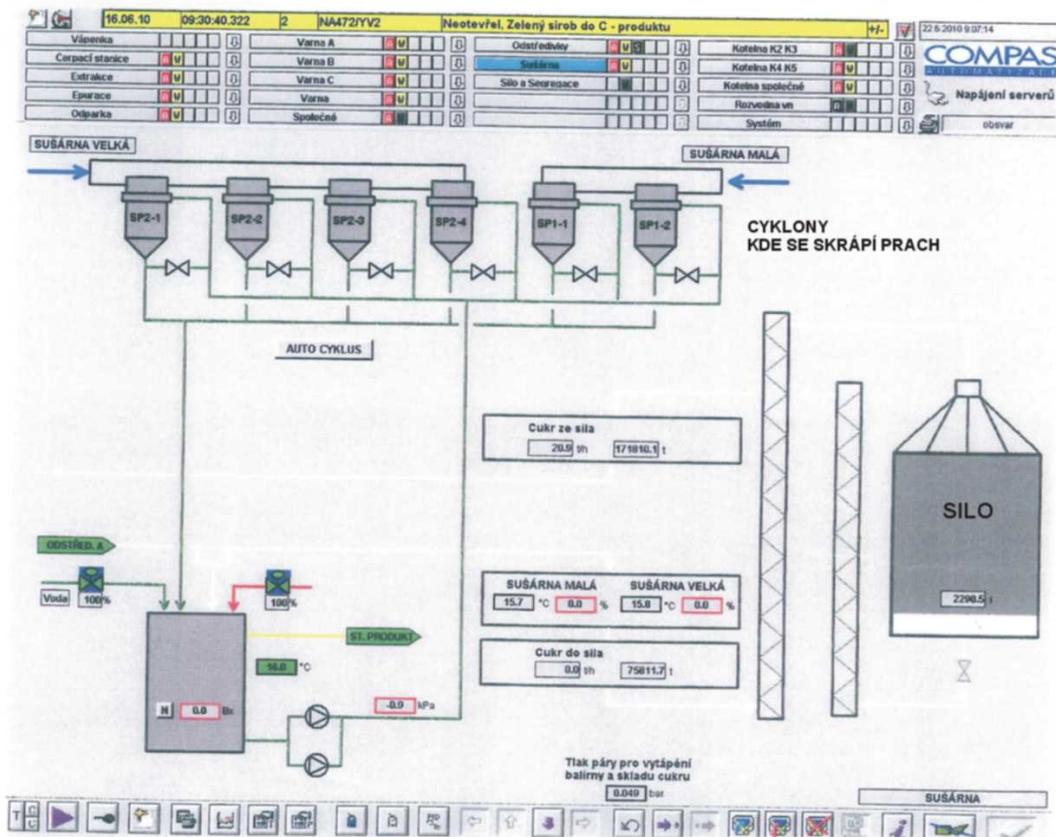 16.06.10 09:30:40.322 2 NA472/YV2 Neotevřel, Zelený sirob do C - produktu +/- 22.6.2010 9:07:14
Vápenka Varna A Odstředivky Kotelna K2 K3
Čerpací stanice Varna B Sušárna Kotelna K4 K5
Extrakce Varna C Silo a Segregace Kotelna společné
Epurace Varna Rozvodna vn
Odparka Společné Systém
COMPAS
AUTOMATIZACE
Napájení serverů
obsvar
SUŠÁRNA VELKÁ
SUŠÁRNA MALÁ
SP2-1 SP2-2 SP2-3 SP2-4 SP1-1 SP1-2
CYKLONY
KDE SE SKRÁPÍ PRACH
AUTO CYKLUS
Cukr ze sila
20.9 t/h 171810.1 t
SILO
2290.5 t
ODSTŘED. A
Voda 100% 100%
SUŠÁRNA MALÁ SUŠÁRNA VELKÁ
15.7 °C 0.0 % 15.8 °C 0.0 %
ST. PRODUKT
16.0 °C
Cukr do sila
0.0 t/h 75811.7 t
N 0.0 Bx
-0.9 kPa
Tlak páry pro vytápění
balírny a skladu cukru
0.049 bar
SUŠÁRNA